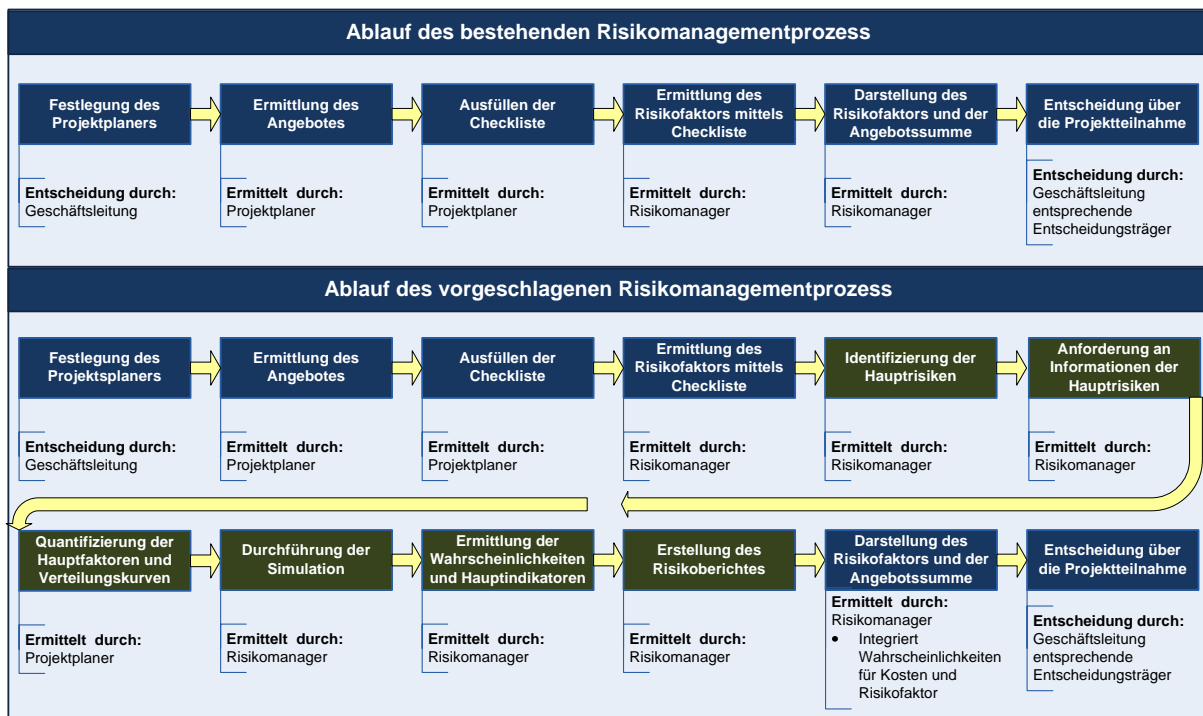 Ablauf des bestehenden Risikomanagementprozess
Festlegung des
Projektplaners
Ermittlung des
Angebotes
Ausfüllen der
Checkliste
Ermittlung des
Risikofaktors mittels
Checkliste
Darstellung des
Risikofaktors und der
Angebotssumme
Entscheidung über
die Projektteilnahme
Entscheidung durch:
Geschäftsleitung
Ermittelt durch:
Projektplaner
Ermittelt durch:
Projektplaner
Ermittelt durch:
Risikomanager
Ermittelt durch:
Risikomanager
Entscheidung durch:
Geschäftsleitung
entsprechende
Entscheidungsträger
Ablauf des vorgeschlagenen Risikomanagementprozess
Festlegung des
Projektsplaners
Ermittlung des
Angebotes
Ausfüllen der
Checkliste
Ermittlung des
Risikofaktors mittels
Checkliste
Identifizierung der
Hauptrisiken
Anforderung an
Informationen der
Hauptrisiken
Entscheidung durch:
Geschäftsleitung
Ermittelt durch:
Projektplaner
Ermittelt durch:
Projektplaner
Ermittelt durch:
Risikomanager
Ermittelt durch:
Risikomanager
Ermittelt durch:
Risikomanager
Quantifizierung der
Hauptfaktoren und
Verteilungskurven
Durchführung der
Simulation
Ermittlung der
Wahrscheinlichkeiten
und Hauptindikatoren
Erstellung des
Risikoberichtes
Darstellung des
Risikofaktors und der
Angebotssumme
Entscheidung über
die Projektteilnahme
Ermittelt durch:
Projektplaner
Ermittelt durch:
Risikomanager
Ermittelt durch:
Risikomanager
Ermittelt durch:
Risikomanager
Ermittelt durch:
Risikomanager
• Integriert
Wahrscheinlichkeiten
für Kosten und
Risikofaktor
Entscheidung durch:
Geschäftsleitung
entsprechende
Entscheidungsträger